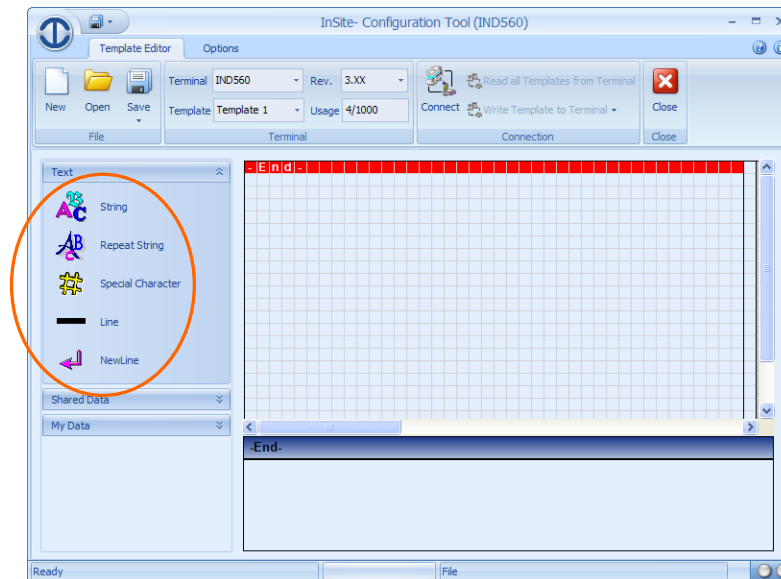 InSite- Configuration Tool (IND560)
Template Editor Options
New Open Save
File
Terminal IND560 Rev. 3.XX
Template Template 1 Usage 4/1000
Terminal
Connect Read all Templates from Terminal
Write Template to Terminal
Connection
Close
Close
Text
String
Repeat String
Special Character
Line
NewLine
Shared Data
My Data
-End-
-End-
Ready File